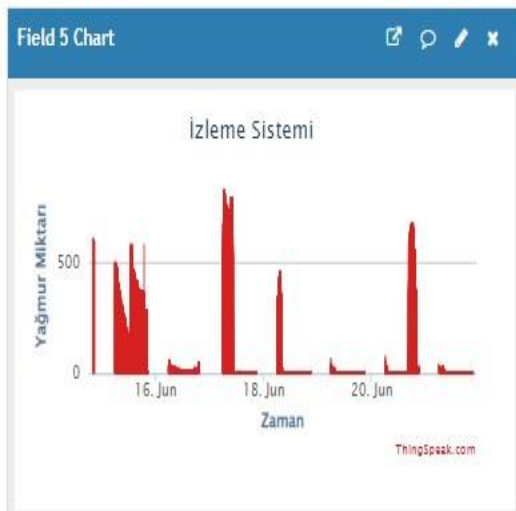 Field 5 Chart
İzleme Sistemi
Yağmur Miktarı
500
0
16. Jun
18. Jun
20. Jun
Zaman
ThingSpeak.com